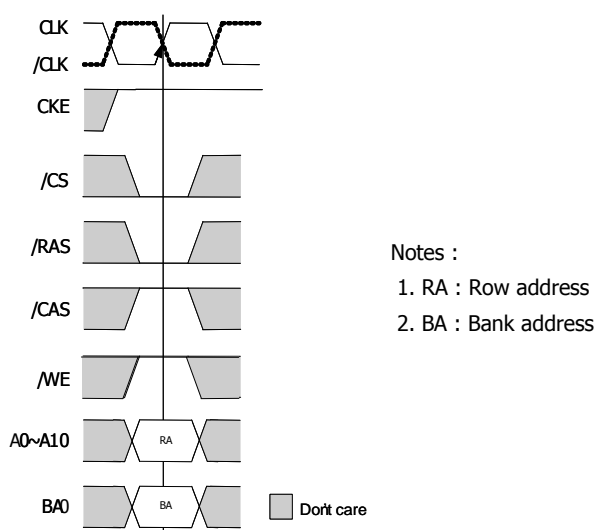 CLK
/CLK
CKE
/CS
/RAS
/CAS
/WE
A0~A10
RA
BA0
BA
Don't care
Notes :
1. RA : Row address
2. BA : Bank address